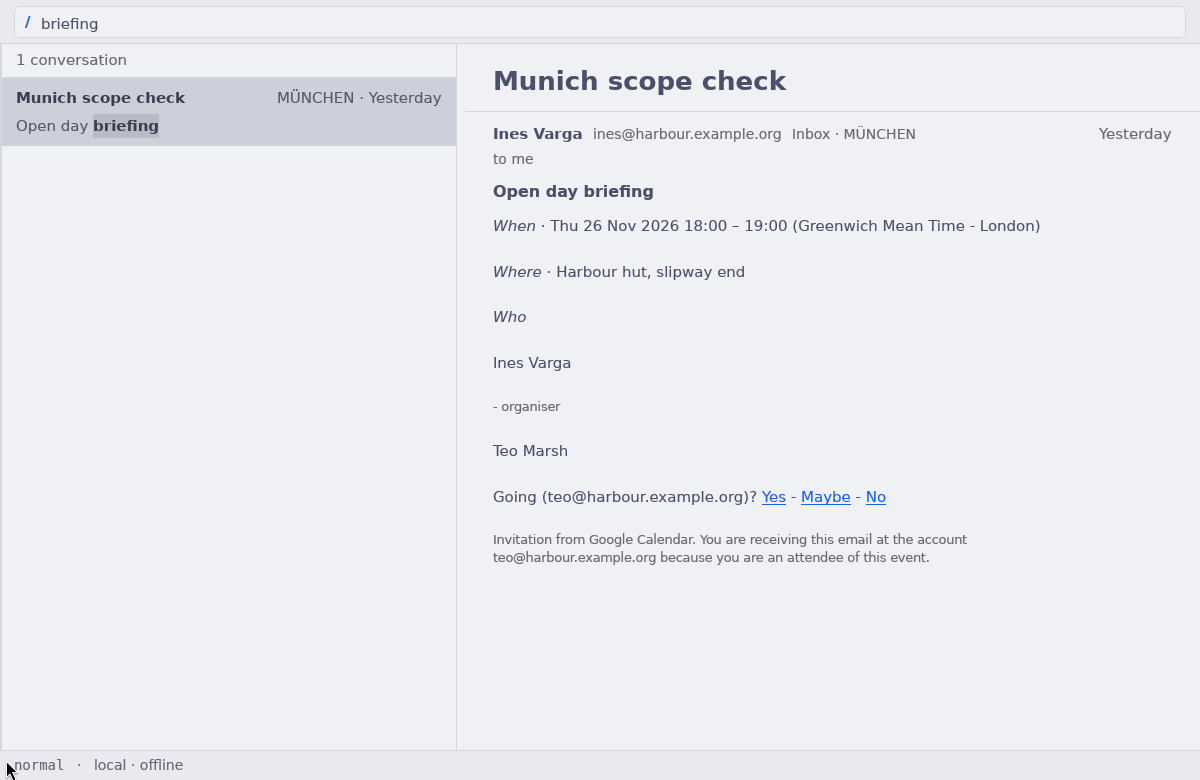 / briefing
1 conversation
Munich scope check MÜNCHEN · Yesterday
Open day briefing
Munich scope check
Ines Varga ines@harbour.example.org Inbox · MÜNCHEN Yesterday
to me
Open day briefing
When · Thu 26 Nov 2026 18:00 – 19:00 (Greenwich Mean Time - London)
Where · Harbour hut, slipway end
Who
Ines Varga
- organiser
Teo Marsh
Going (teo@harbour.example.org)? Yes - Maybe - No
Invitation from Google Calendar. You are receiving this email at the account
teo@harbour.example.org because you are an attendee of this event.
normal · local · offline